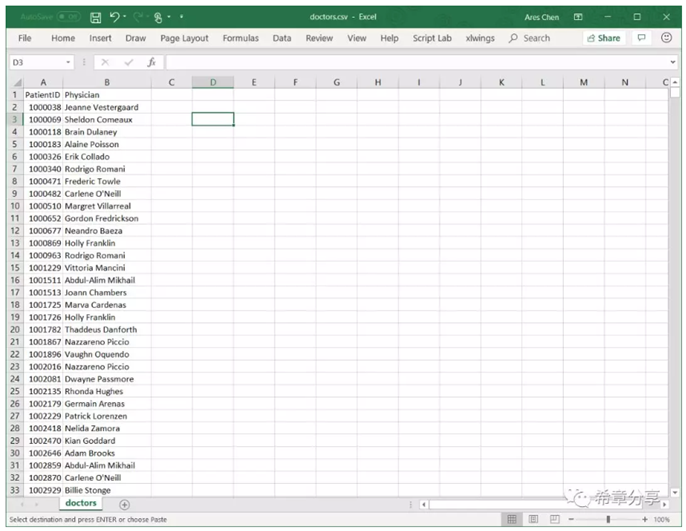 AutoSave Off doctors.csv - Excel Ares Chen
File Home Insert Draw Page Layout Formulas Data Review View Help Script Lab xlwings Search Share
D3 fx
A B C D E F G H I J K L M N C
1 PatientID Physician
2 1000038 Jeanne Vestergaard
3 1000069 Sheldon Comeaux
4 1000118 Brain Dulaney
5 1000183 Alaine Poisson
6 1000326 Erik Collado
7 1000340 Rodrigo Romani
8 1000471 Frederic Towle
9 1000482 Carlene O'Neill
10 1000510 Margret Villarreal
11 1000652 Gordon Fredrickson
12 1000677 Neandro Baeza
13 1000869 Holly Franklin
14 1000963 Rodrigo Romani
15 1001229 Vittoria Mancini
16 1001511 Abdul-Alim Mikhail
17 1001513 Joann Chambers
18 1001725 Marva Cardenas
19 1001726 Holly Franklin
20 1001782 Thaddeus Danforth
21 1001867 Nazzareno Piccio
22 1001896 Vaughn Oquendo
23 1002016 Nazzareno Piccio
24 1002081 Dwayne Passmore
25 1002135 Rhonda Hughes
26 1002179 Germain Arenas
27 1002229 Patrick Lorenzen
28 1002418 Nelida Zamora
29 1002470 Kian Goddard
30 1002646 Adam Brooks
31 1002859 Abdul-Alim Mikhail
32 1002870 Carlene O'Neill
33 1002929 Billie Stonge
希章分享
doctors
Select destination and press ENTER or choose Paste 100%